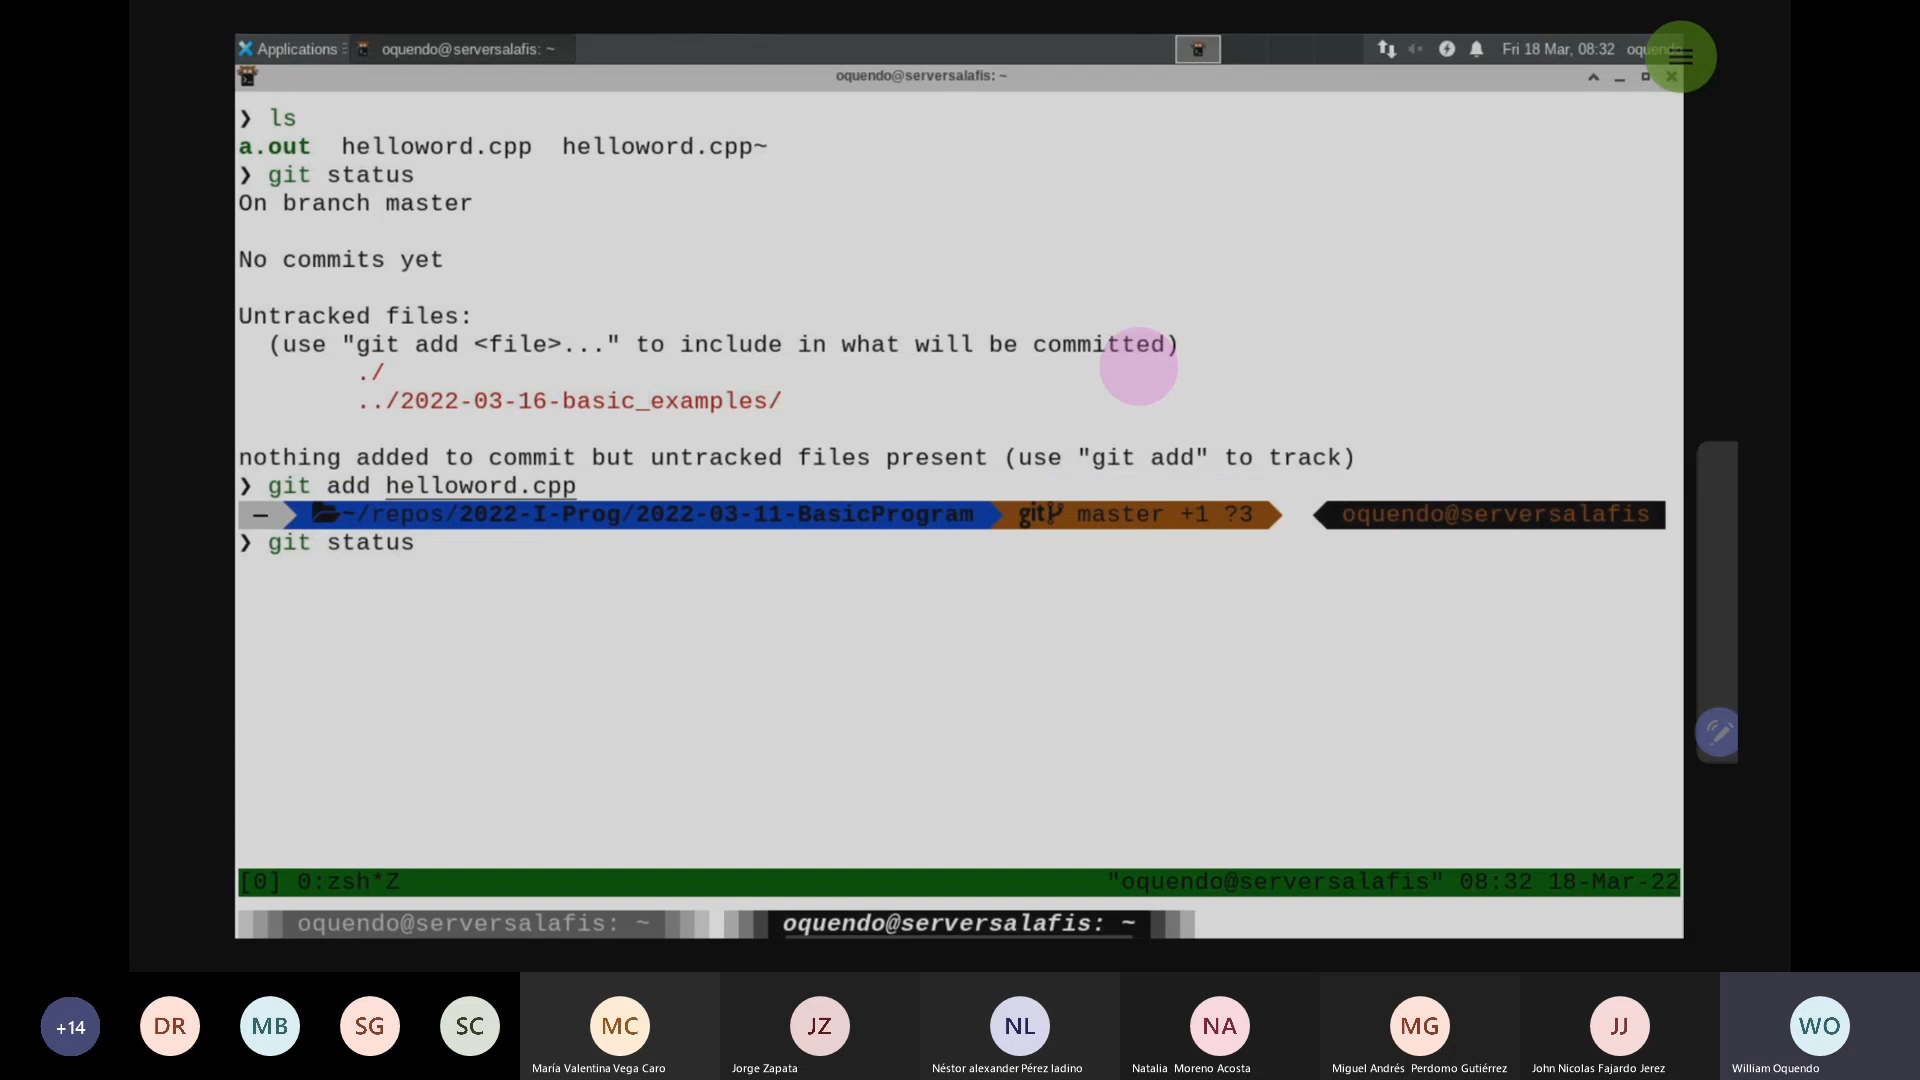 Applications oquendo@serversalafis: ~ Fri 18 Mar, 08:32 oquendo
oquendo@serversalafis: ~
❯ ls
a.out helloword.cpp helloword.cpp~
❯ git status
On branch master
No commits yet
Untracked files:
(use "git add <file>..." to include in what will be committed)
./
../2022-03-16-basic_examples/
nothing added to commit but untracked files present (use "git add" to track)
❯ git add helloword.cpp
~/repos/2022-I-Prog/2022-03-11-BasicProgram git master +1 ?3 oquendo@serversalafis
❯ git status
[0] 0:zsh*Z "oquendo@serversalafis" 08:32 18-Mar-22
oquendo@serversalafis: ~ oquendo@serversalafis: ~
+14 DR MB SG SC MC JZ NL NA MG JJ WO
María Valentina Vega Caro Jorge Zapata Néstor alexander Pérez ladino Natalia Moreno Acosta Miguel Andrés Perdomo Gutiérrez John Nicolas Fajardo Jerez William Oquendo